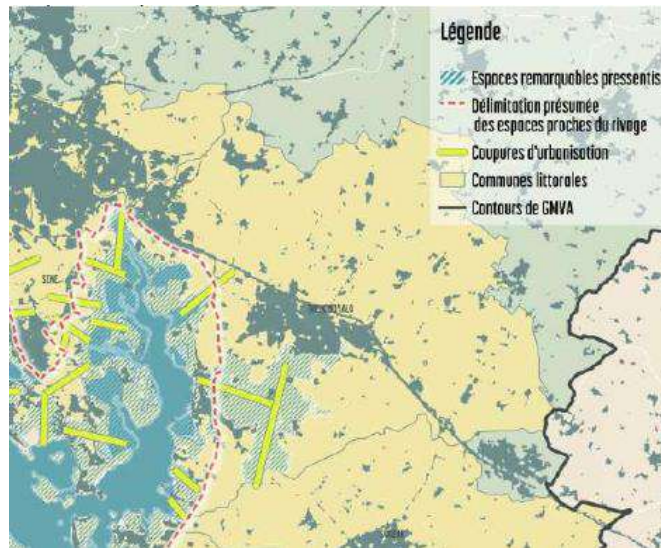 Légende
Espaces remarquables pressentis
Délimitation présumée
des espaces proches du rivage
Coupures d'urbanisation
Communes littorales
Contours de GMVA
SENE